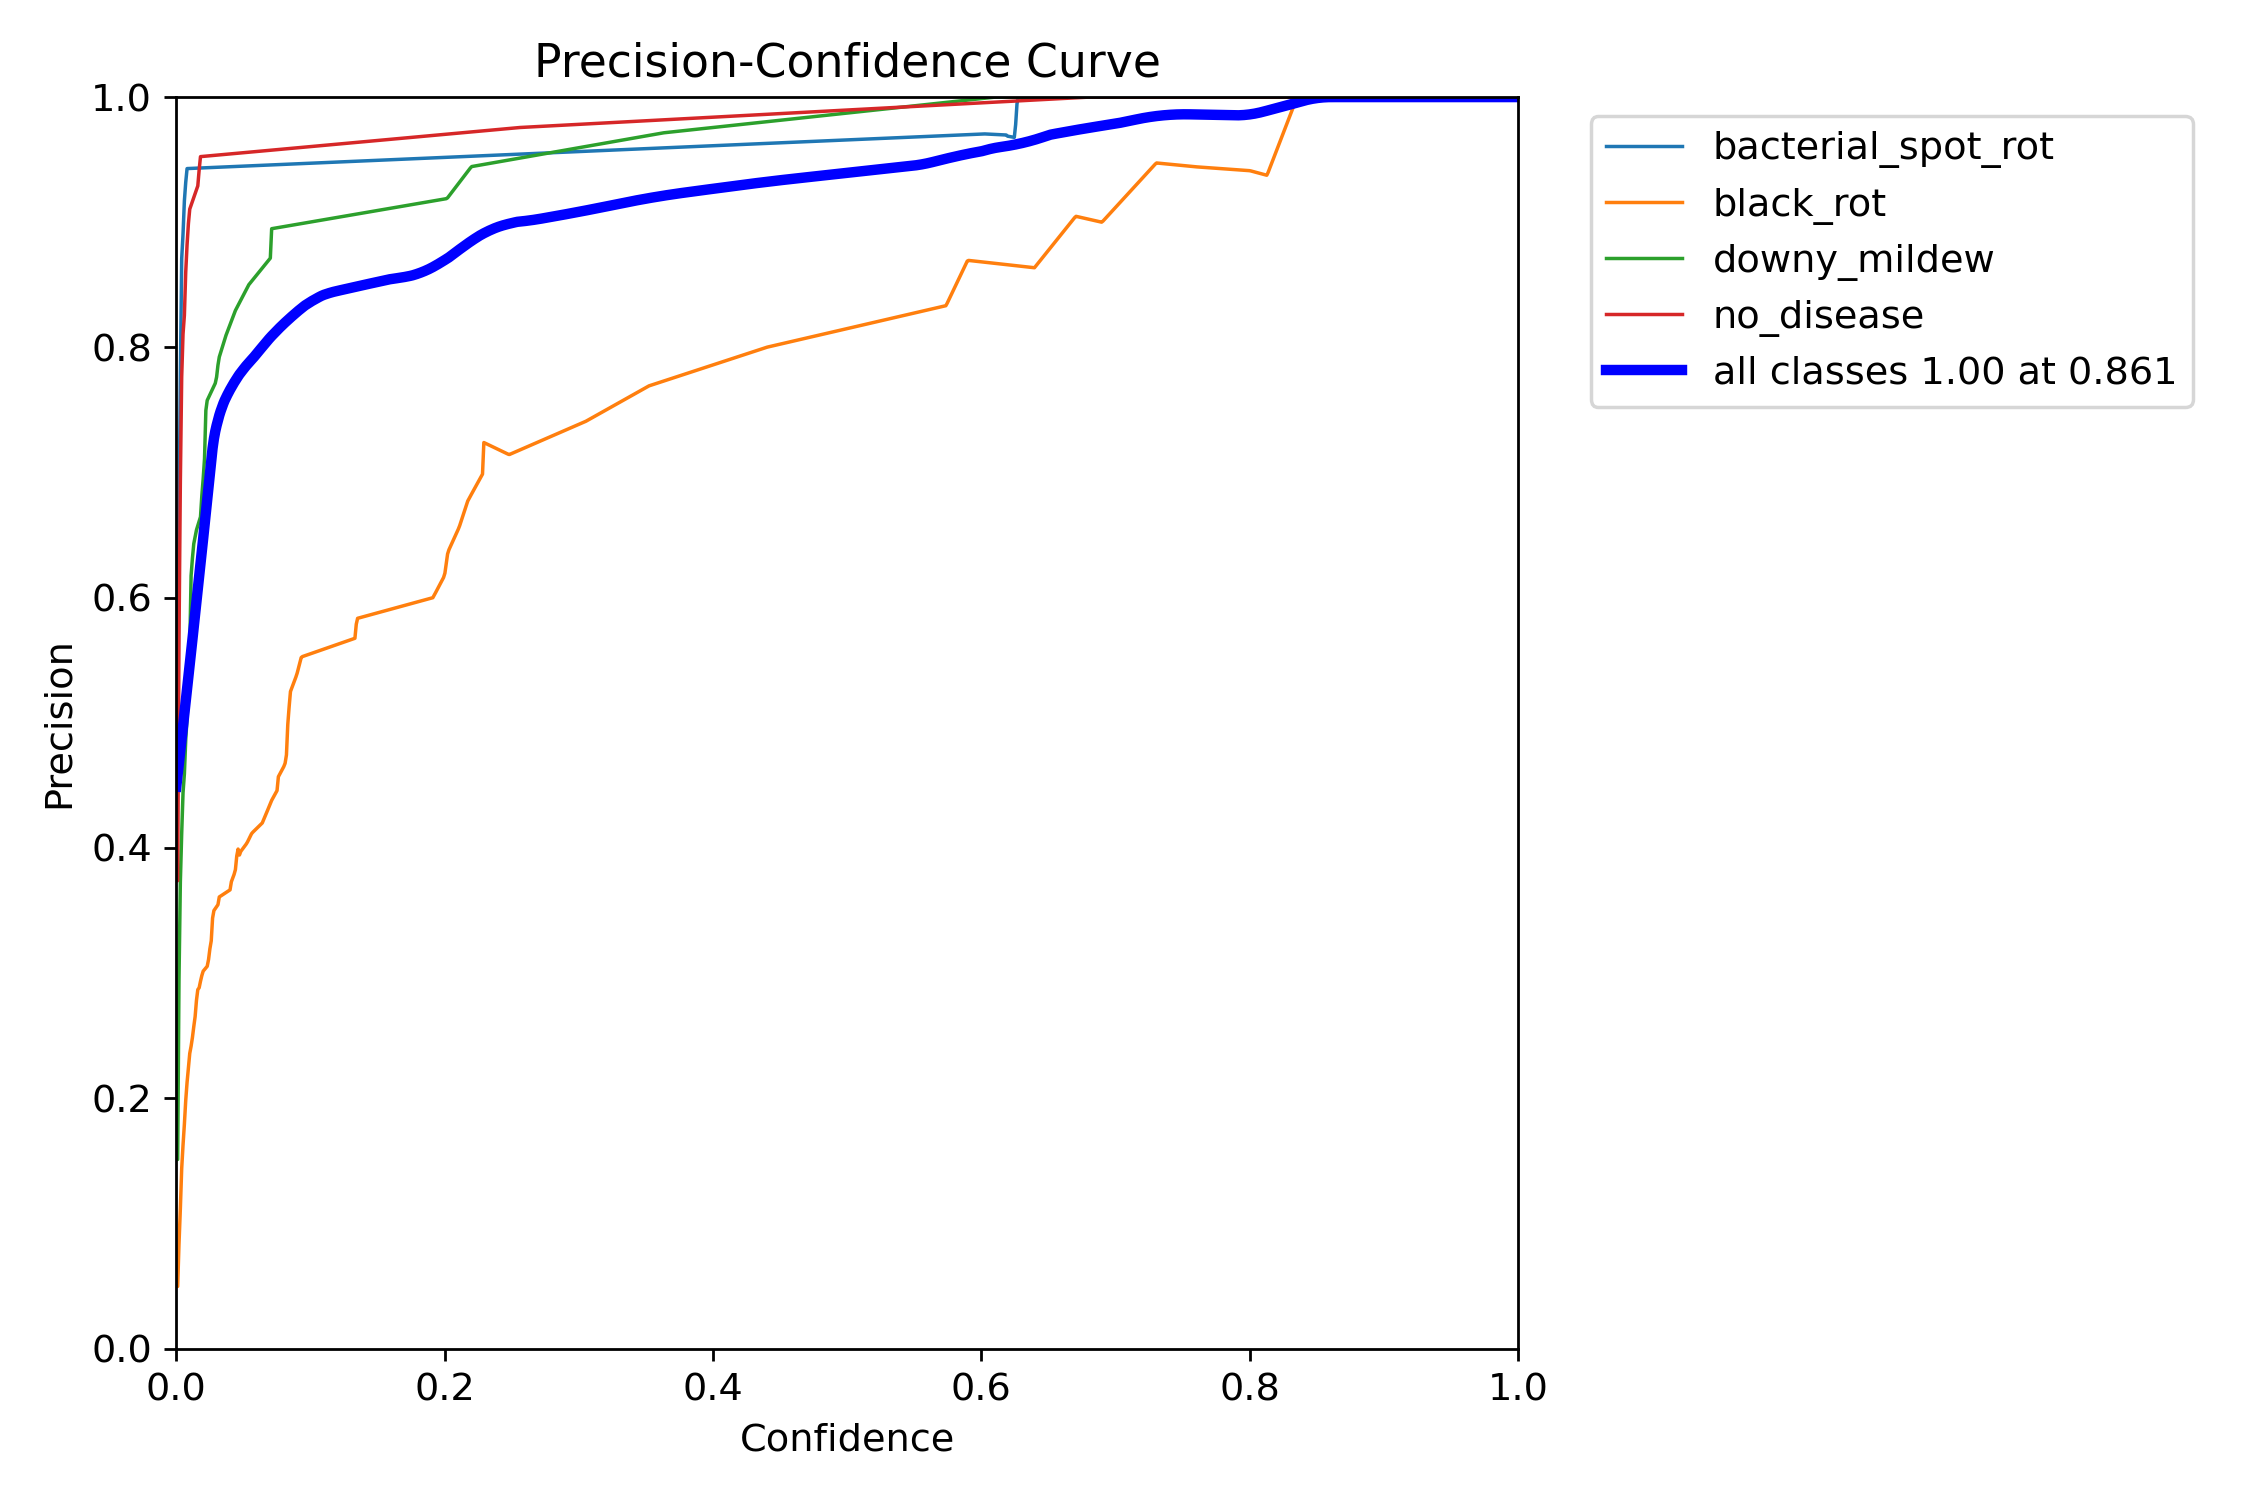 Precision-Confidence Curve
1.0
0.8
0.6
0.4
0.2
0.0
Precision
0.0 0.2 0.4 0.6 0.8 1.0
Confidence
bacterial_spot_rot
black_rot
downy_mildew
no_disease
all classes 1.00 at 0.861